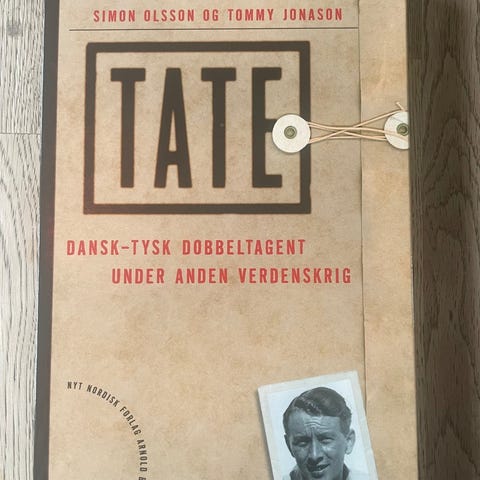 SIMON OLSSON OG TOMMY JONASON
TATE
DANSK-TYSK DOBBELTAGENT
UNDER ANDEN VERDENSKRIG
NYT NORDISK FORLAG ARNOLD